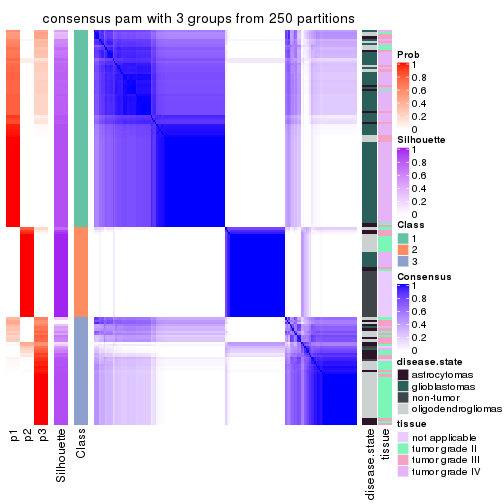 consensus pam with 3 groups from 250 partitions
Prob
1
0.8
0.6
0.4
0.2
0
Silhouette
1
0.8
0.6
0.4
0.2
0
Class
1
2
3
Consensus
1
0.8
0.6
0.4
0.2
0
disease.state
astrocytomas
glioblastomas
non-tumor
oligodendrogliomas
tissue
not applicable
tumor grade II
tumor grade III
tumor grade IV
p1
p2
p3
Silhouette
Class
disease.state
tissue